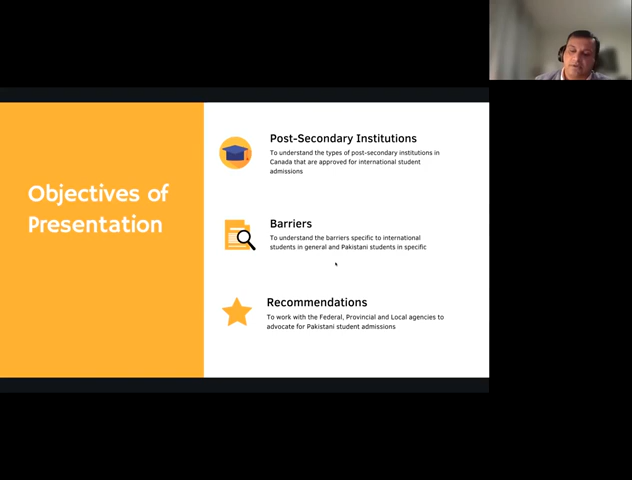 Objectives of
Presentation
Post-Secondary Institutions
To understand the types of post-secondary institutions in
Canada that are approved for international student
admissions
Barriers
To understand the barriers specific to international
students in general and Pakistani students in specific
Recommendations
To work with the Federal, Provincial and Local agencies to
advocate for Pakistani student admissions